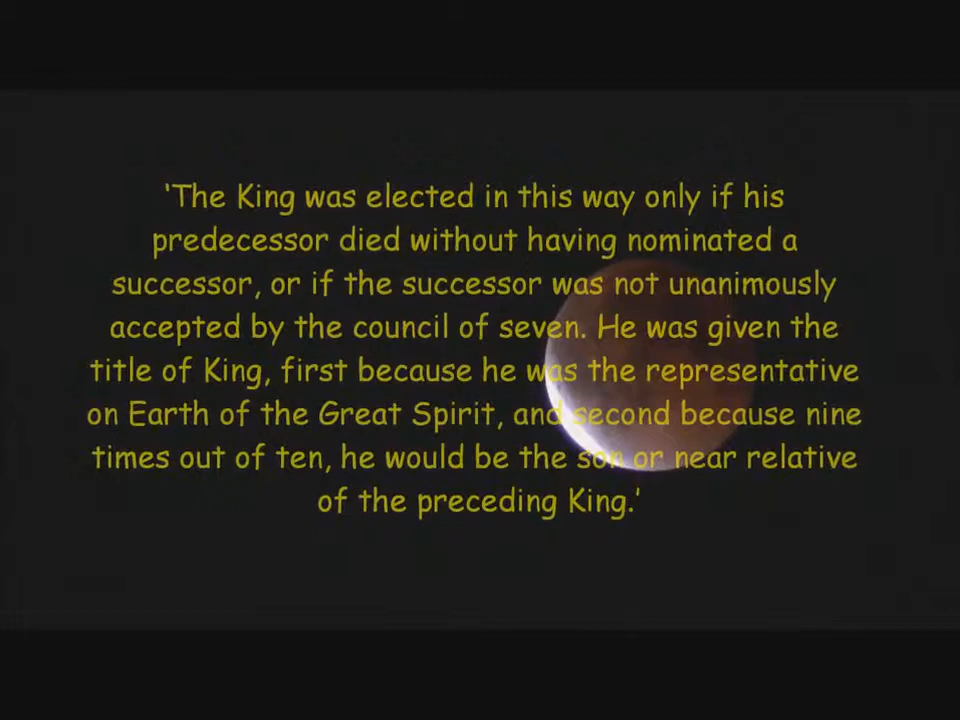 ‘The King was elected in this way only if his
predecessor died without having nominated a
successor, or if the successor was not unanimously
accepted by the council of seven. He was given the
title of King, first because he was the representative
on Earth of the Great Spirit, and second because nine
times out of ten, he would be the son or near relative
of the preceding King.’